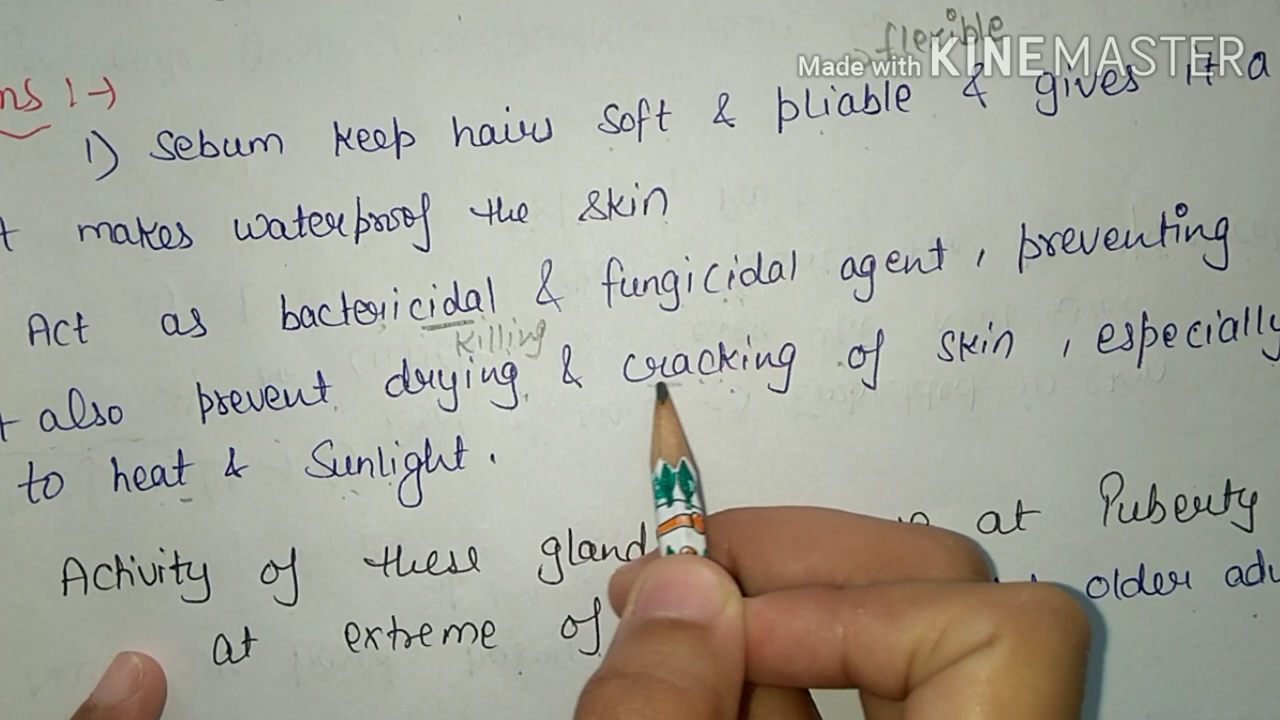 flexible
Made with KINEMASTER
ns :→
1) Sebum keep hairs soft & pliable & gives it a
t makes waterproof the skin
Act as bactericidal & fungicidal agent, preventing
killing
t also prevent drying & cracking of skin, especially
to heat & Sunlight.
Activity of these gland at Puberty
at extreme of older adu